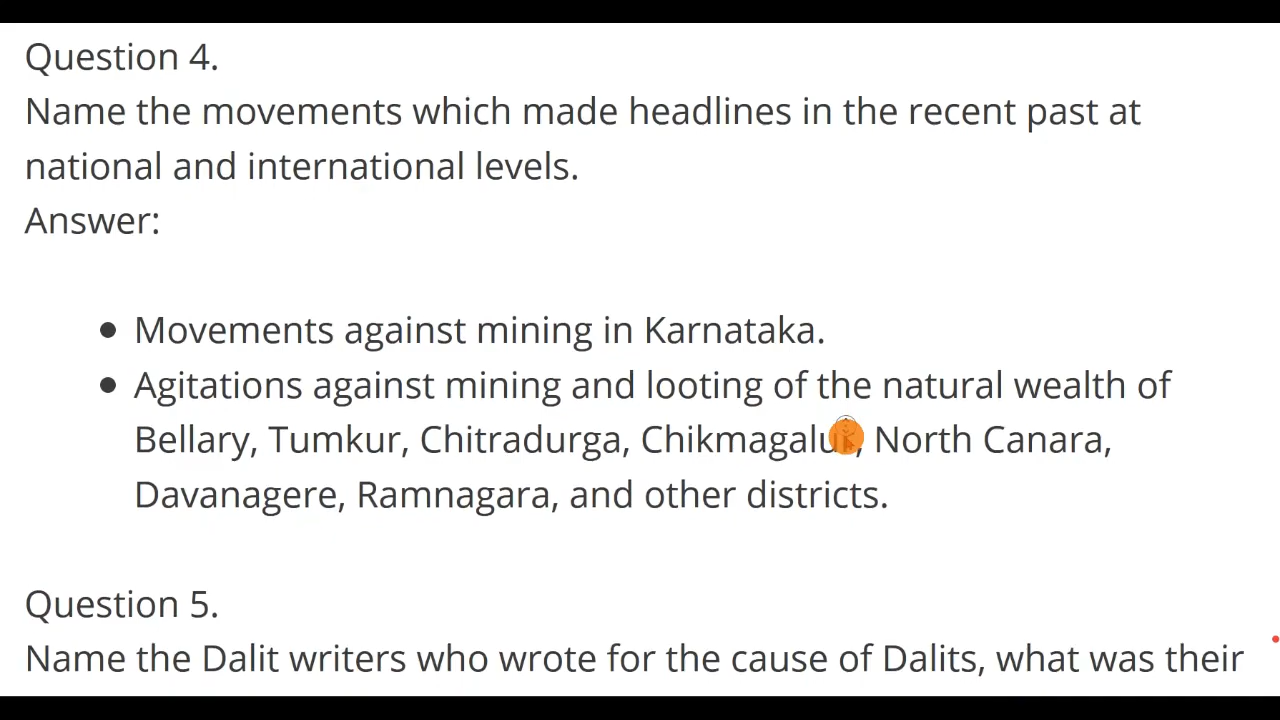 Question 4.
Name the movements which made headlines in the recent past at
national and international levels.
Answer:
Movements against mining in Karnataka.
Agitations against mining and looting of the natural wealth of
Bellary, Tumkur, Chitradurga, Chikmagalur, North Canara,
Davanagere, Ramnagara, and other districts.
Question 5.
Name the Dalit writers who wrote for the cause of Dalits, what was their